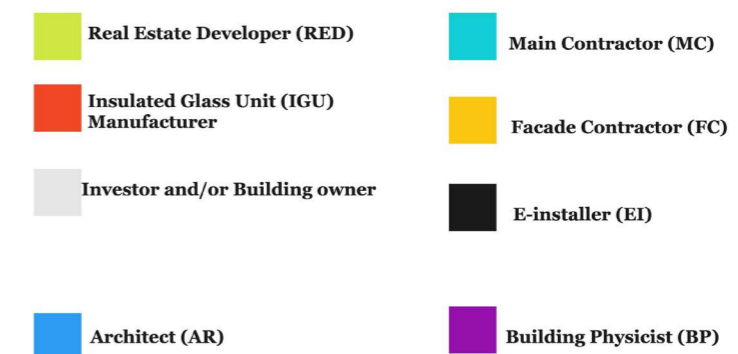 Real Estate Developer (RED)
Main Contractor (MC)
Insulated Glass Unit (IGU)
Manufacturer
Facade Contractor (FC)
Investor and/or Building owner
E-installer (EI)
Architect (AR)
Building Physicist (BP)